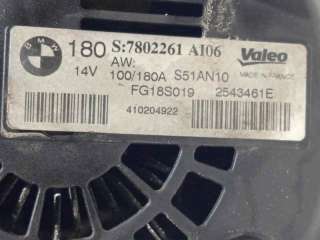 BMW 180 S:7802261 AI06 Valeo
AW: MADE IN FRANCE
14V 100/180A S51AN10
FG18S019 2543461E
410204922